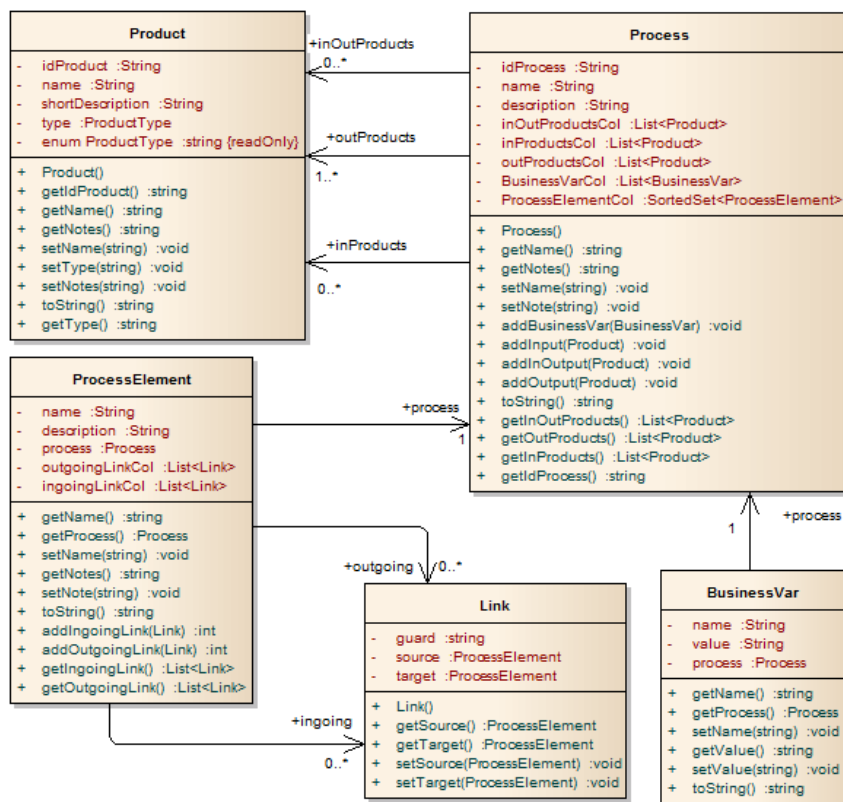 Product
- idProduct :String
- name :String
- shortDescription :String
- type :ProductType
- enum ProductType :string {readOnly}
+ Product()
+ getIdProduct() :string
+ getName() :string
+ getNotes() :string
+ setName(string) :void
+ setType(string) :void
+ setNotes(string) :void
+ toString() :string
+ getType() :string
+inOutProducts
0..*
+outProducts
1..*
+inProducts
0..*
Process
- idProcess :String
- name :String
- description :String
- inOutProductsCol :List<Product>
- inProductsCol :List<Product>
- outProductsCol :List<Product>
- BusinessVarCol :List<BusinessVar>
- ProcessElementCol :SortedSet<ProcessElement>
+ Process()
+ getName() :string
+ getNotes() :string
+ setName(string) :void
+ setNote(string) :void
+ addBusinessVar(BusinessVar) :void
+ addInput(Product) :void
+ addInOutput(Product) :void
+ addOutput(Product) :void
+ toString() :string
+ getInOutProducts() :List<Product>
+ getOutProducts() :List<Product>
+ getInProducts() :List<Product>
+ getIdProcess() :string
ProcessElement
- name :String
- description :String
- process :Process
- outgoingLinkCol :List<Link>
- ingoingLinkCol :List<Link>
+ getName() :string
+ getProcess() :Process
+ setName(string) :void
+ getNotes() :string
+ setNote(string) :void
+ toString() :string
+ addIngoingLink(Link) :int
+ addOutgoingLink(Link) :int
+ getIngoingLink() :List<Link>
+ getOutgoingLink() :List<Link>
+process
1
+outgoing
0..*
+ingoing
0..*
Link
- guard :string
- source :ProcessElement
- target :ProcessElement
+ Link()
+ getSource() :ProcessElement
+ getTarget() :ProcessElement
+ setSource(ProcessElement) :void
+ setTarget(ProcessElement) :void
+process
1
BusinessVar
- name :String
- value :String
- process :Process
+ getName() :string
+ getProcess() :Process
+ setName(string) :void
+ getValue() :string
+ setValue(string) :void
+ toString() :string